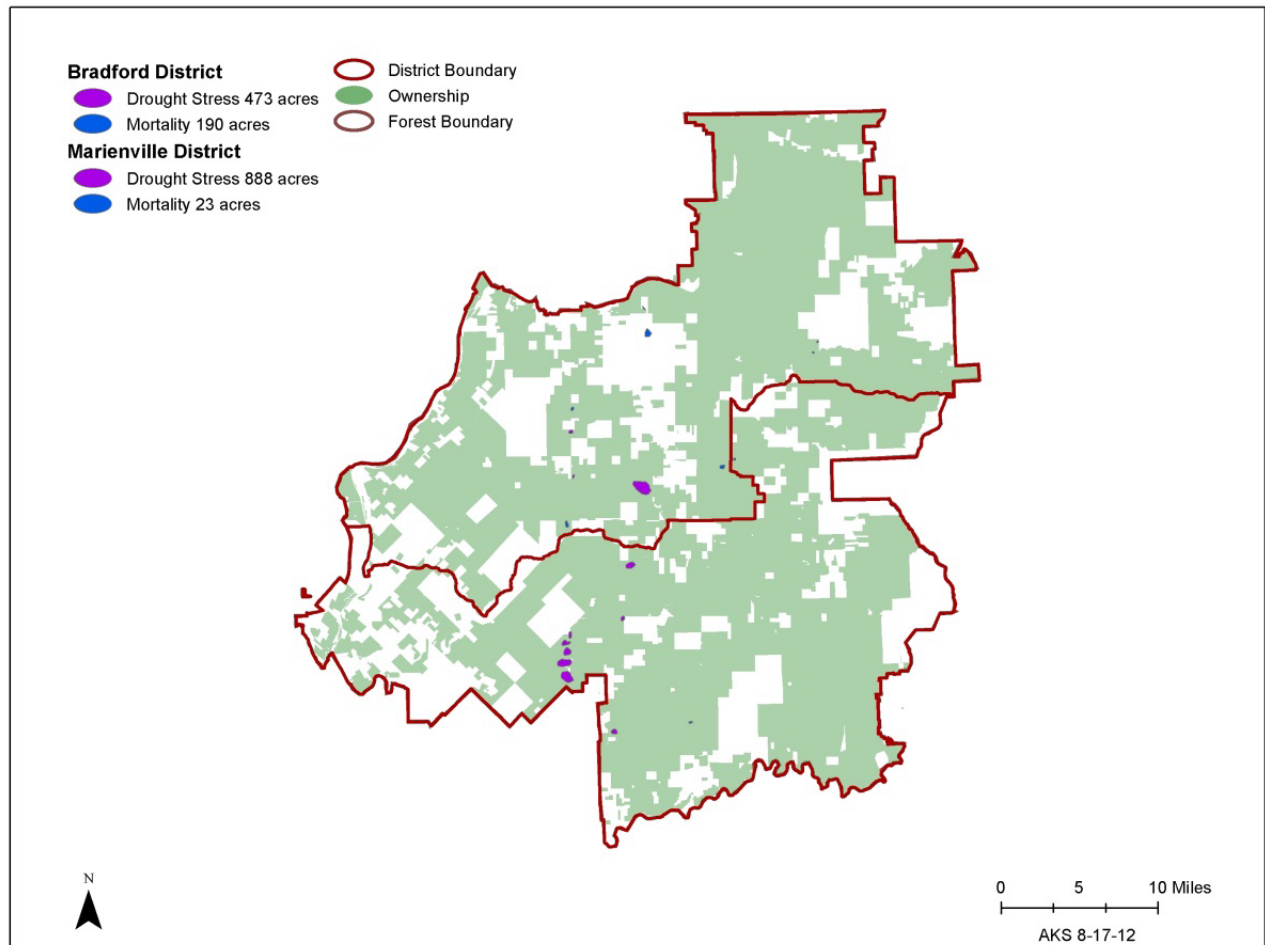 Bradford District
Drought Stress 473 acres
Mortality 190 acres
Marienville District
Drought Stress 888 acres
Mortality 23 acres
District Boundary
Ownership
Forest Boundary
N
0 5 10 Miles
AKS 8-17-12